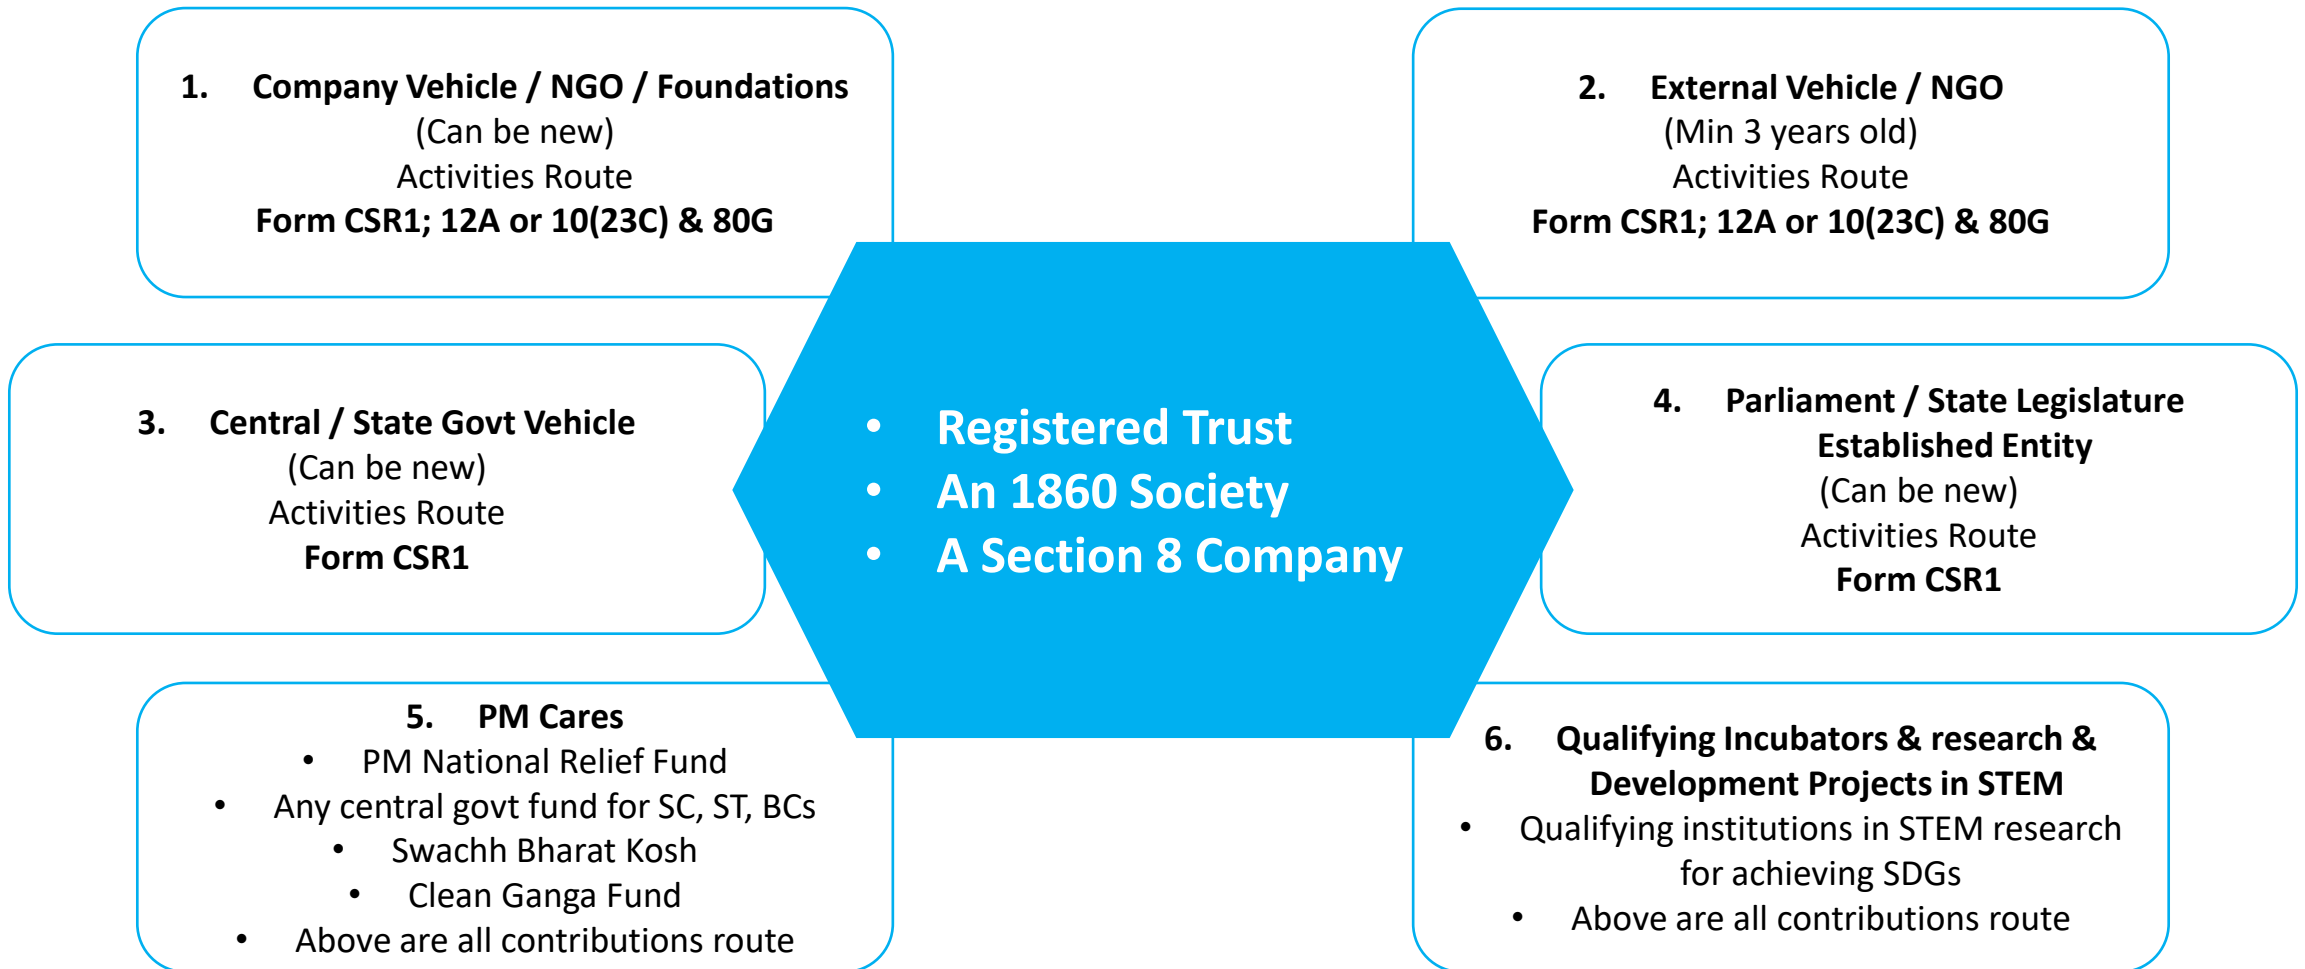 1. Company Vehicle / NGO / Foundations
(Can be new)
Activities Route
Form CSR1; 12A or 10(23C) & 80G
2. External Vehicle / NGO
(Min 3 years old)
Activities Route
Form CSR1; 12A or 10(23C) & 80G
3. Central / State Govt Vehicle
(Can be new)
Activities Route
Form CSR1
• Registered Trust
• An 1860 Society
• A Section 8 Company
4. Parliament / State Legislature
Established Entity
(Can be new)
Activities Route
Form CSR1
5. PM Cares
• PM National Relief Fund
• Any central govt fund for SC, ST, BCs
• Swachh Bharat Kosh
• Clean Ganga Fund
• Above are all contributions route
6. Qualifying Incubators & research &
Development Projects in STEM
• Qualifying institutions in STEM research
for achieving SDGs
• Above are all contributions route